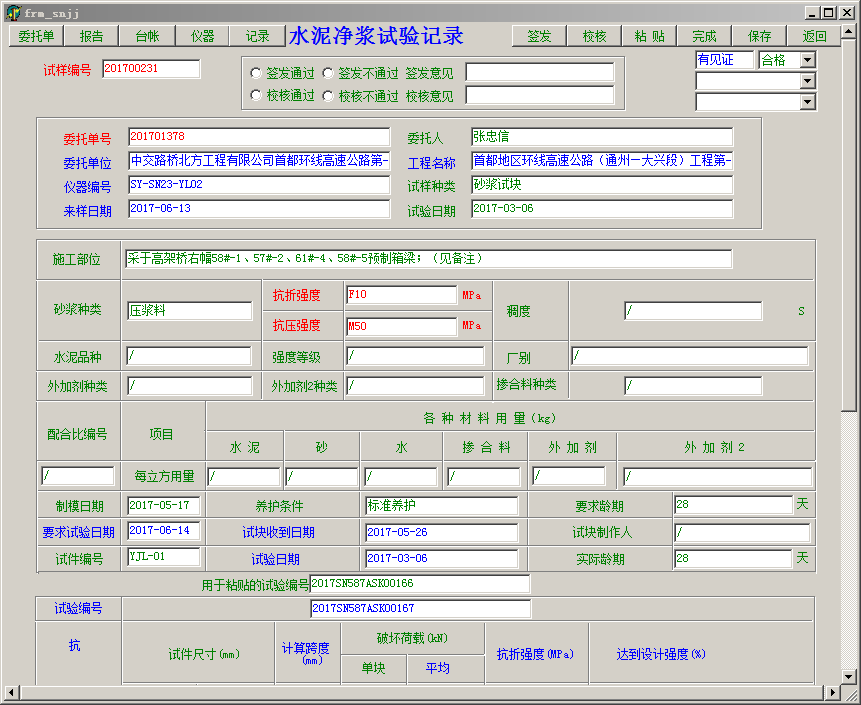 frm_snjj
委托单 报告 台帐 仪器 记录 水泥净浆试验记录 签发 校核 粘 贴 完成 保存 返回
试样编号 201700231 签发通过 签发不通过 签发意见 有见证 合格
校核通过 校核不通过 校核意见
委托单号 201701378 委托人 张忠信
委托单位 中交路桥北方工程有限公司首都环线高速公路第- 工程名称 首都地区环线高速公路（通州—大兴段）工程第-
仪器编号 SY-SN23-YL02 试样种类 砂浆试块
来样日期 2017-06-13 试验日期 2017-03-06
施工部位 采于高架桥右幅58#-1、57#-2、61#-4、58#-5预制箱梁；（见备注）
砂浆种类 压浆料 抗折强度 F10 MPa 稠度 / S
抗压强度 M50 MPa
水泥品种 / 强度等级 / 厂别 /
外加剂种类 / 外加剂2种类 / 掺合料种类 /
配合比编号 项目 各 种 材 料 用 量 (kg)
水 泥 砂 水 掺 合 料 外 加 剂 外 加 剂 2
/ 每立方用量 / / / / / /
制模日期 2017-05-17 养护条件 标准养护 要求龄期 28 天
要求试验日期 2017-06-14 试块收到日期 2017-05-26 试块制作人 /
试件编号 YJL-01 试验日期 2017-03-06 实际龄期 28 天
用于粘贴的试验编号 2017SN587ASK00166
试验编号 2017SN587ASK00167
抗 试件尺寸(mm) 计算跨度(mm) 破坏荷载(kN) 抗折强度(MPa) 达到设计强度(%)
单块 平均